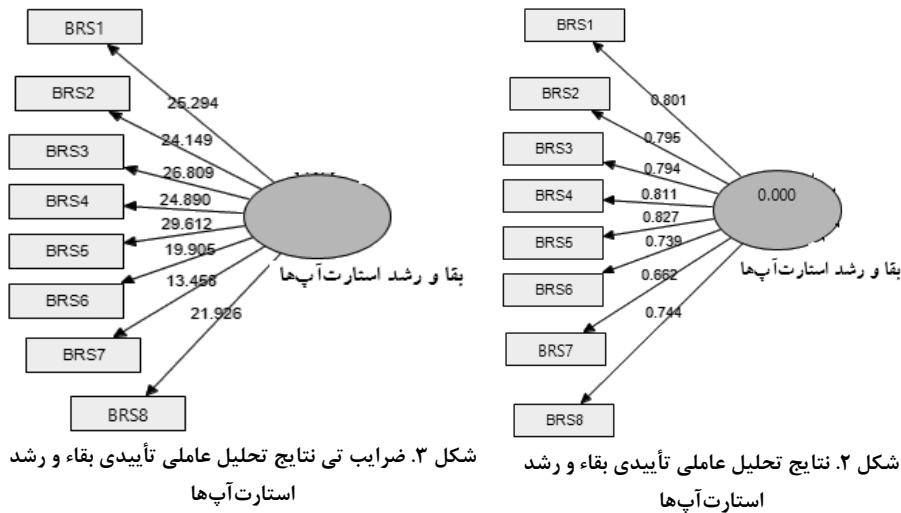 BRS1
BRS2
BRS3
BRS4
BRS5
BRS6
BRS7
BRS8
0.801
0.795
0.794
0.811
0.827
0.739
0.662
0.744
0.000
بقا و رشد استارت‌آپ‌ها
شکل ۲. نتایج تحلیل عاملی تأییدی بقاء و رشد
استارت‌آپ‌ها
BRS1
BRS2
BRS3
BRS4
BRS5
BRS6
BRS7
BRS8
25.294
24.149
26.809
24.890
29.612
19.905
13.456
21.926
بقا و رشد استارت‌آپ‌ها
شکل ۳. ضرایب تی نتایج تحلیل عاملی تأییدی بقاء و رشد
استارت‌آپ‌ها